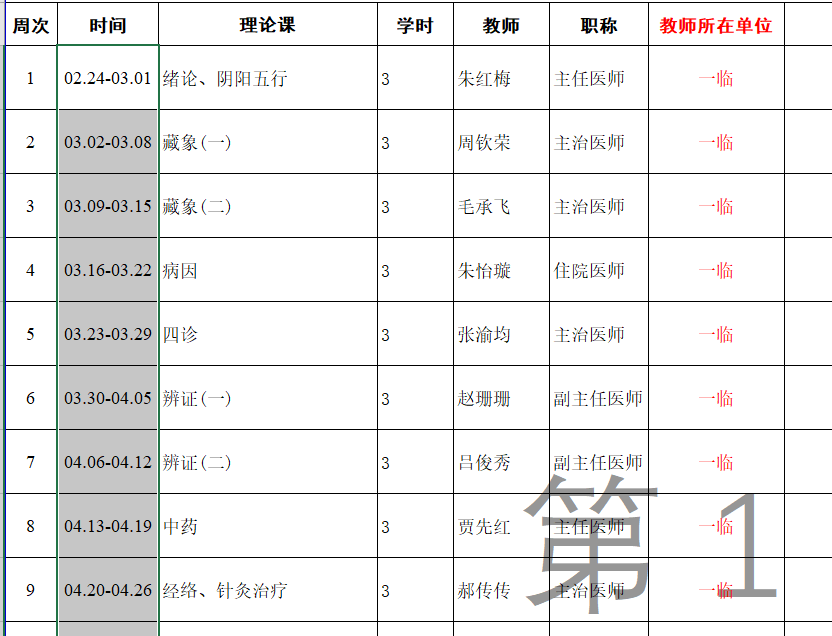 周次 时间 理论课 学时 教师 职称 教师所在单位
1 02.24-03.01 绪论、阴阳五行 3 朱红梅 主任医师 一临
2 03.02-03.08 藏象(一) 3 周钦荣 主治医师 一临
3 03.09-03.15 藏象(二) 3 毛承飞 主治医师 一临
4 03.16-03.22 病因 3 朱怡璇 住院医师 一临
5 03.23-03.29 四诊 3 张渝均 主治医师 一临
6 03.30-04.05 辨证(一) 3 赵珊珊 副主任医师 一临
7 04.06-04.12 辨证(二) 3 吕俊秀 副主任医师 一临
8 04.13-04.19 中药 3 贾先红 主任医师 一临
9 04.20-04.26 经络、针灸治疗 3 郝传传 主治医师 一临
第 1